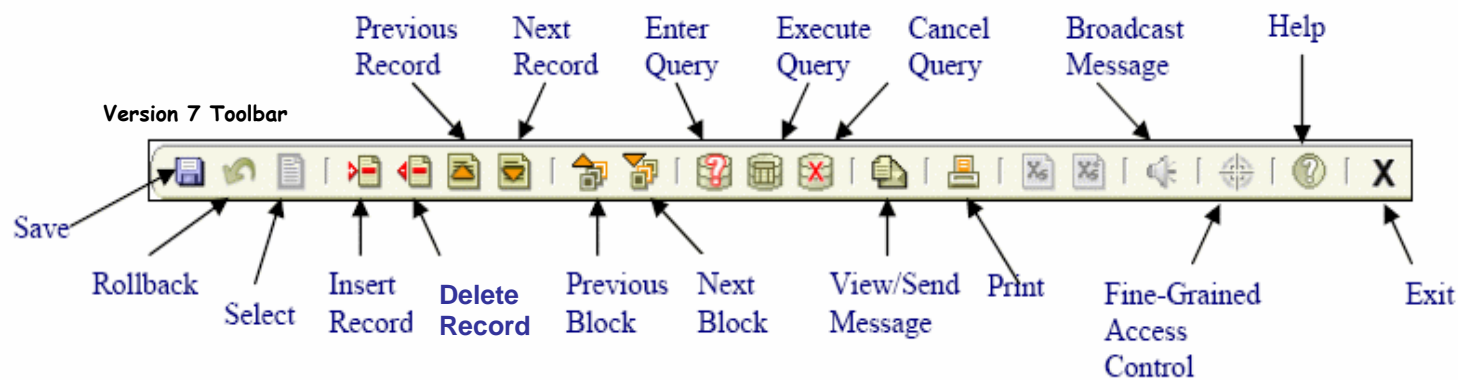 Previous
Record
Next
Record
Enter
Query
Execute
Query
Cancel
Query
Broadcast
Message
Help
Version 7 Toolbar
X
Save
Rollback
Select
Insert
Record
Delete
Record
Previous
Block
Next
Block
View/Send
Message
Print
Fine-Grained
Access
Control
Exit